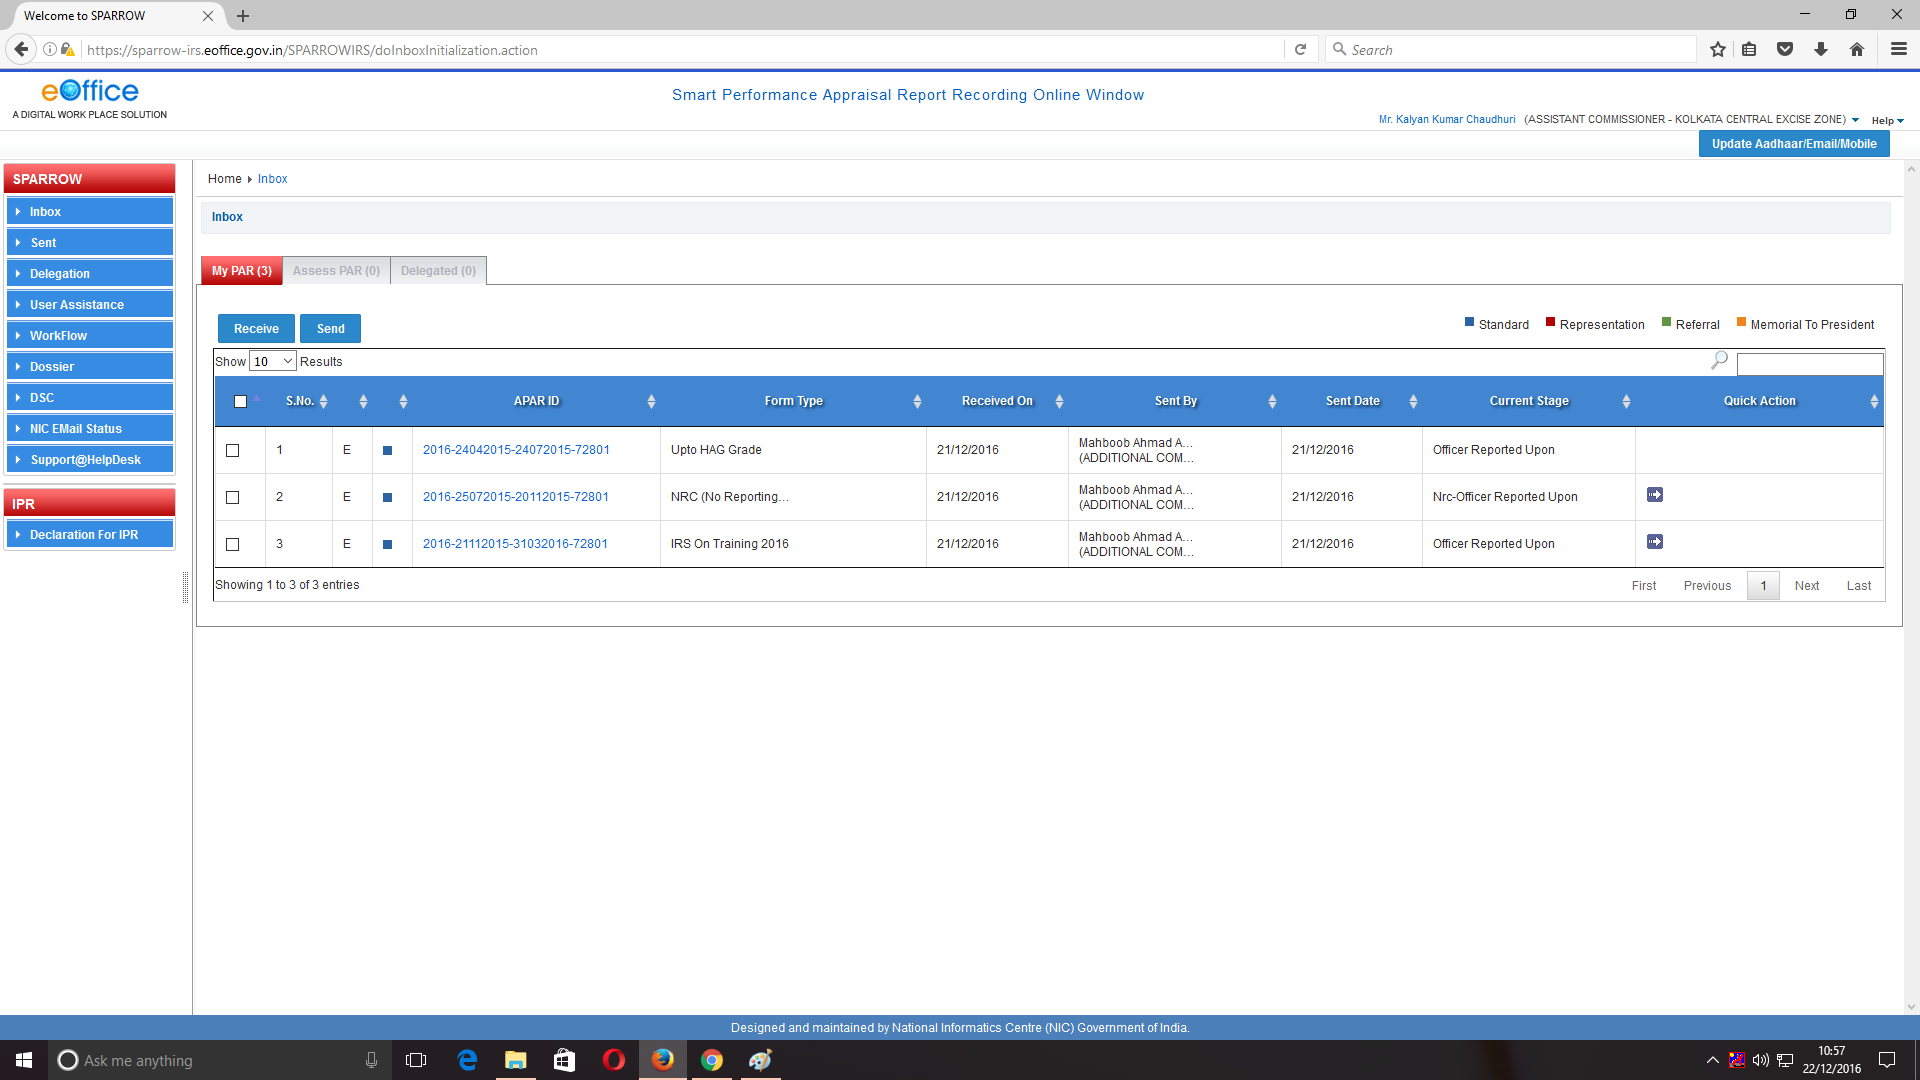 Welcome to SPARROW
https://sparrow-irs.eoffice.gov.in/SPARROWIRS/doInboxInitialization.action
Search
eOffice
A DIGITAL WORK PLACE SOLUTION
Smart Performance Appraisal Report Recording Online Window
Mr. Kalyan Kumar Chaudhuri (ASSISTANT COMMISSIONER - KOLKATA CENTRAL EXCISE ZONE) Help
Update Aadhaar/Email/Mobile
SPARROW
Inbox
Sent
Delegation
User Assistance
WorkFlow
Dossier
DSC
NIC EMail Status
Support@HelpDesk
IPR
Declaration For IPR
Home Inbox
Inbox
My PAR (3) Assess PAR (0) Delegated (0)
Receive Send
Standard Representation Referral Memorial To President
Show 10 Results
S.No. APAR ID Form Type Received On Sent By Sent Date Current Stage Quick Action
1 E 2016-24042015-24072015-72801 Upto HAG Grade 21/12/2016 Mahboob Ahmad A... (ADDITIONAL COM... 21/12/2016 Officer Reported Upon
2 E 2016-25072015-20112015-72801 NRC (No Reporting... 21/12/2016 Mahboob Ahmad A... (ADDITIONAL COM... 21/12/2016 Nrc-Officer Reported Upon
3 E 2016-21112015-31032016-72801 IRS On Training 2016 21/12/2016 Mahboob Ahmad A... (ADDITIONAL COM... 21/12/2016 Officer Reported Upon
Showing 1 to 3 of 3 entries
First Previous 1 Next Last
Designed and maintained by National Informatics Centre (NIC) Government of India.
Ask me anything
10:57
22/12/2016